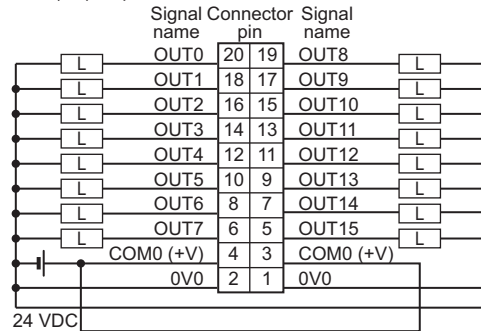 Signal name Connector pin Signal name
L OUT0 20 19 OUT8 L
L OUT1 18 17 OUT9 L
L OUT2 16 15 OUT10 L
L OUT3 14 13 OUT11 L
L OUT4 12 11 OUT12 L
L OUT5 10 9 OUT13 L
L OUT6 8 7 OUT14 L
L OUT7 6 5 OUT15 L
COM0 (+V) 4 3 COM0 (+V)
0V0 2 1 0V0
24 VDC